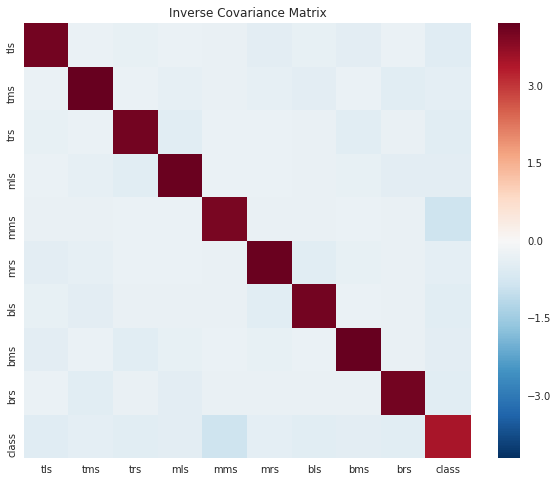 Inverse Covariance Matrix
tls
tms
trs
mls
mms
mrs
bls
bms
brs
class
tls tms trs mls mms mrs bls bms brs class
3.0
1.5
0.0
−1.5
−3.0